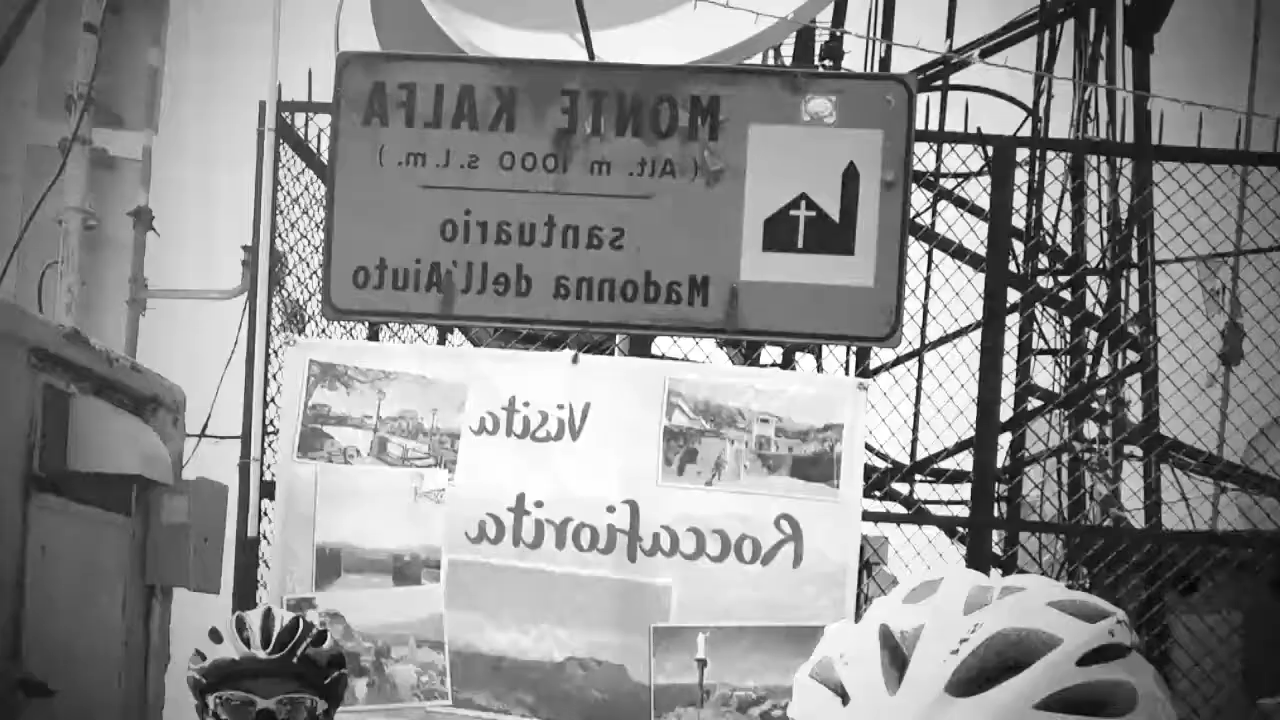 MONTE KALFA
( Alt. m 1000 s.l.m. )
santuario
Madonna dell'Aiuto
Visita
Roccafiorita